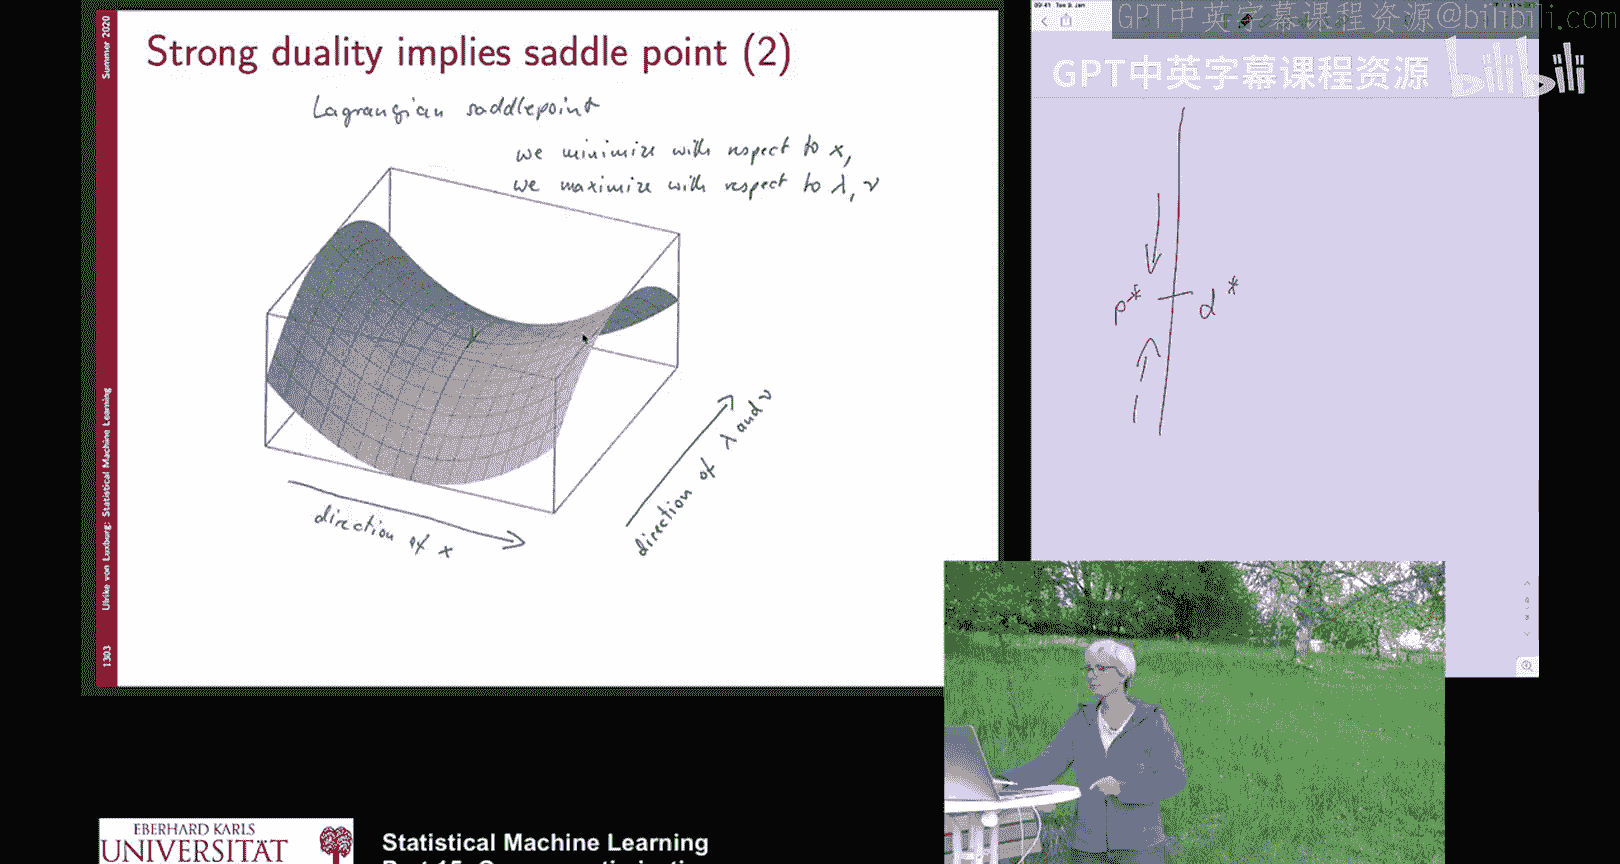 Summer 2020
Strong duality implies saddle point (2)
Lagrangian saddlepoint
we minimize with respect to x,
we maximize with respect to λ, ν
direction of x
direction of λ and ν
Ulrike von Luxburg: Statistical Machine Learning
1303
GPT中英字幕课程资源@bilibili.com
GPT中英字幕课程资源 bilibili
p* d*
EBERHARD KARLS
UNIVERSITÄT
Statistical Machine Learning